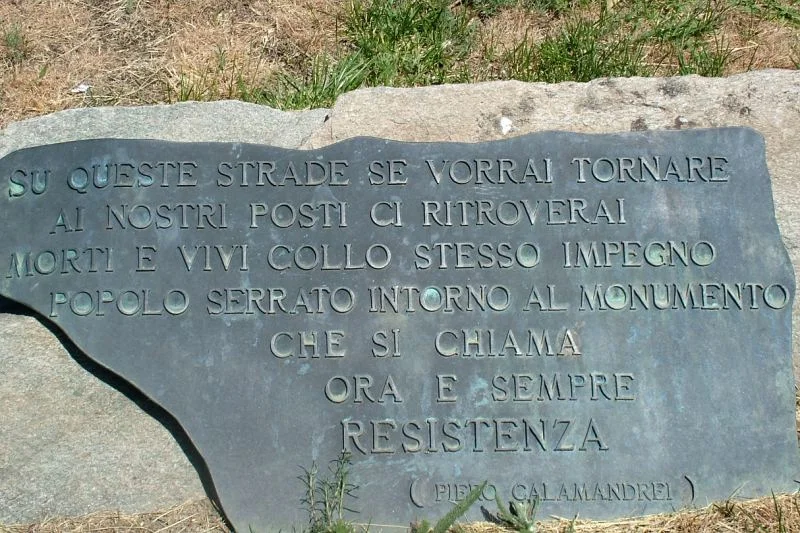 SU QUESTE STRADE SE VORRAI TORNARE
AI NOSTRI POSTI CI RITROVERAI
MORTI E VIVI COLLO STESSO IMPEGNO
POPOLO SERRATO INTORNO AL MONUMENTO
CHE SI CHIAMA
ORA E SEMPRE
RESISTENZA
( PIERO CALAMANDREI )